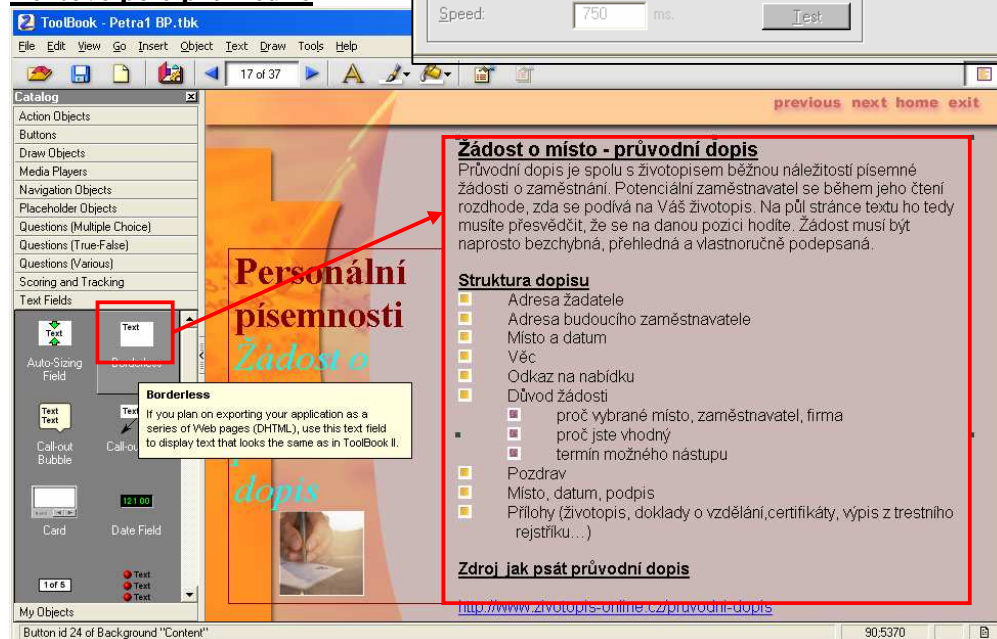 Speed: 750 ms. Test
ToolBook - Petra1 BP.tbk
File Edit View Go Insert Object Text Draw Tools Help
17 of 37
Catalog
Action Objects
Buttons
Draw Objects
Media Players
Navigation Objects
Placeholder Objects
Questions (Multiple Choice)
Questions (True-False)
Questions (Various)
Scoring and Tracking
Text Fields
Text
Text
Auto-Sizing Field
Borderless
Borderless
If you plan on exporting your application as a
series of Web pages (DHTML), use this text field
to display text that looks the same as in ToolBook II.
Text
Text
Call-out
Bubble
Card
121 00
Date Field
1 of 5
Text
Text
Text
My Objects
previous next home exit
Personální
písemnosti
Žádost o
dopis
Žádost o místo - průvodní dopis
Průvodní dopis je spolu s životopisem běžnou náležitostí písemné
žádosti o zaměstnání. Potenciální zaměstnavatel se během jeho čtení
rozhode, zda se podívá na Váš životopis. Na půl stránce textu ho tedy
musíte přesvědčit, že se na danou pozici hodíte. Žádost musí být
naprosto bezchybná, přehledná a vlastnoručně podepsaná.
Struktura dopisu
Adresa žadatele
Adresa budoucího zaměstnavatele
Místo a datum
Věc
Odkaz na nabídku
Důvod žádosti
proč vybrané místo, zaměstnavatel, firma
proč jste vhodný
termín možného nástupu
Pozdrav
Místo, datum, podpis
Přílohy (životopis, doklady o vzdělání,certifikáty, výpis z trestního
rejstříku...)
Zdroj jak psát průvodní dopis
http://www.zivotopis-online.cz/pruvodni-dopis
Button id 24 of Background "Content"
90;5370